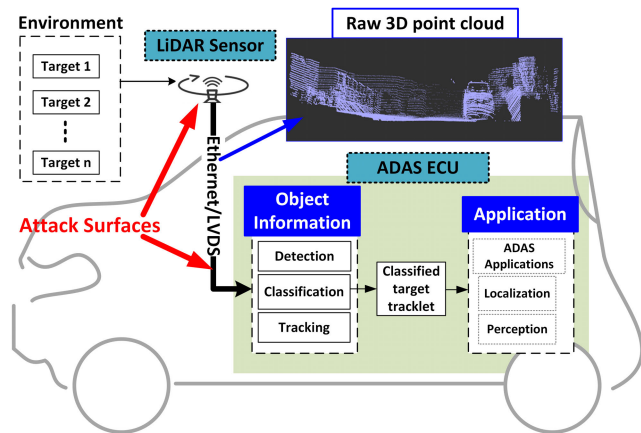 Environment
Target 1
Target 2
Target n
LiDAR Sensor
Raw 3D point cloud
Ethernet/LVDS
Attack Surfaces
ADAS ECU
Object
Information
Detection
Classification
Tracking
Classified
target
tracklet
Application
ADAS
Applications
Localization
Perception